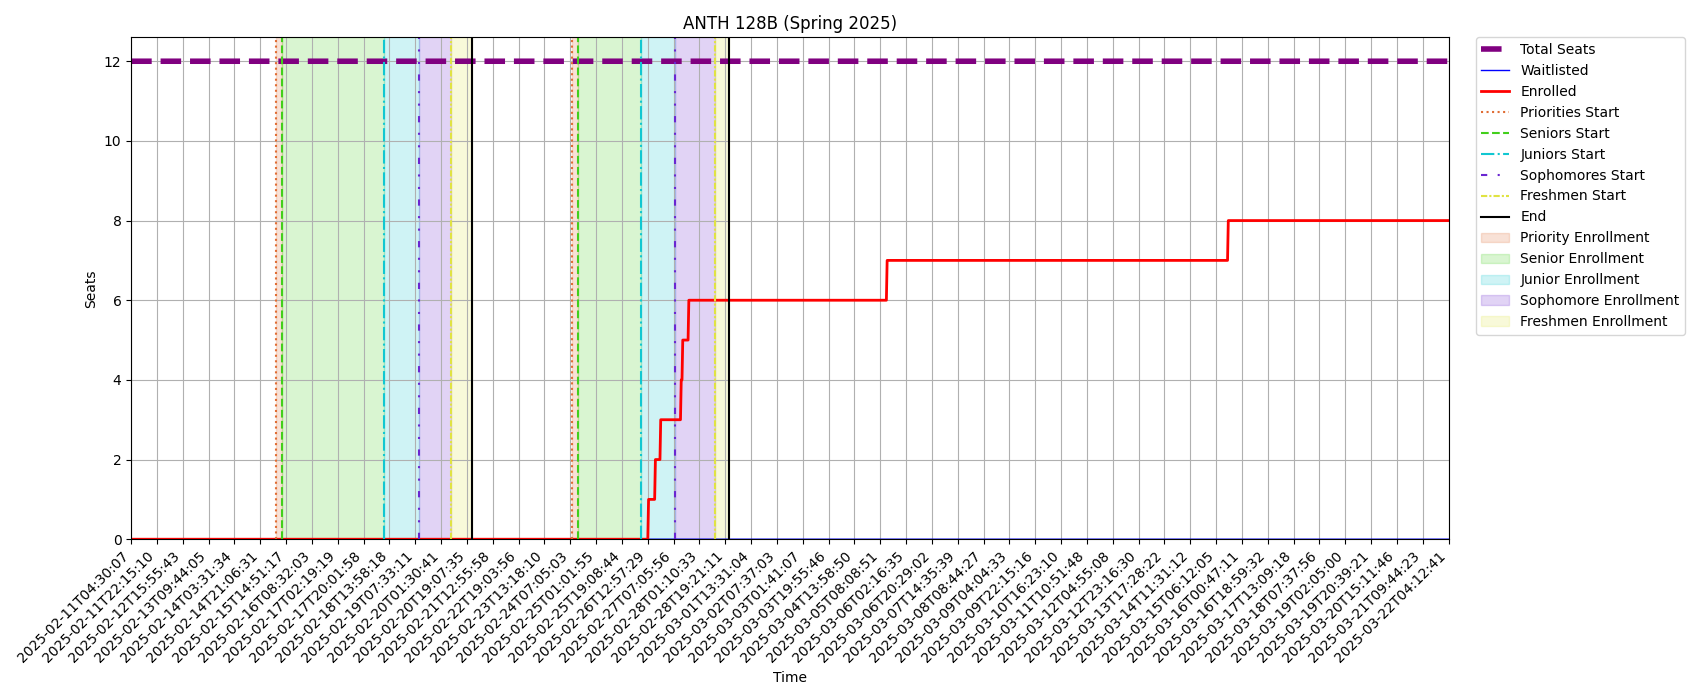 ANTH 128B (Spring 2025)
Seats
12
10
8
6
4
2
0
2025-02-11T04:30:07
2025-02-11T22:15:10
2025-02-12T15:55:43
2025-02-13T09:44:05
2025-02-14T03:31:34
2025-02-14T21:06:31
2025-02-15T14:51:17
2025-02-16T08:32:03
2025-02-17T02:19:19
2025-02-17T20:01:58
2025-02-18T13:58:18
2025-02-19T07:33:11
2025-02-20T01:30:41
2025-02-20T19:07:35
2025-02-21T12:55:58
2025-02-22T19:03:56
2025-02-23T13:18:10
2025-02-24T07:05:03
2025-02-25T01:01:55
2025-02-25T19:08:44
2025-02-26T12:57:29
2025-02-27T07:05:56
2025-02-28T01:10:33
2025-02-28T19:21:11
2025-03-01T13:31:04
2025-03-02T07:37:03
2025-03-03T01:41:07
2025-03-03T19:55:46
2025-03-04T13:58:50
2025-03-05T08:08:51
2025-03-06T02:16:35
2025-03-06T20:29:02
2025-03-07T14:35:39
2025-03-08T08:44:27
2025-03-09T04:04:33
2025-03-09T22:15:16
2025-03-10T16:23:10
2025-03-11T10:51:48
2025-03-12T04:55:08
2025-03-12T23:16:30
2025-03-13T17:28:22
2025-03-14T11:31:12
2025-03-15T06:12:05
2025-03-16T00:47:11
2025-03-16T18:59:32
2025-03-17T13:09:18
2025-03-18T07:37:56
2025-03-19T02:05:00
2025-03-19T20:39:21
2025-03-20T15:11:46
2025-03-21T09:44:23
2025-03-22T04:12:41
Time
Total Seats
Waitlisted
Enrolled
Priorities Start
Seniors Start
Juniors Start
Sophomores Start
Freshmen Start
End
Priority Enrollment
Senior Enrollment
Junior Enrollment
Sophomore Enrollment
Freshmen Enrollment